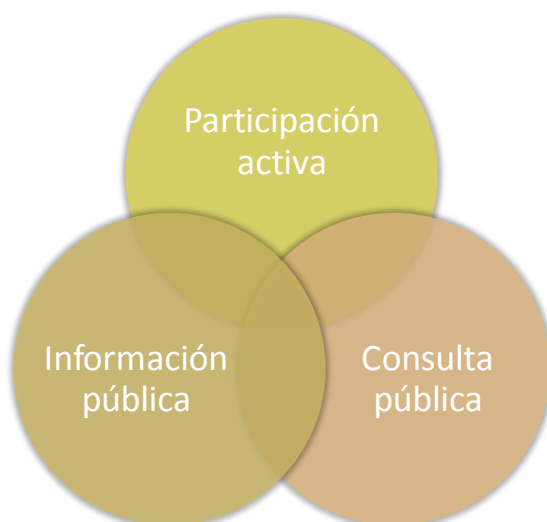 Participación
activa
Información
pública
Consulta
pública